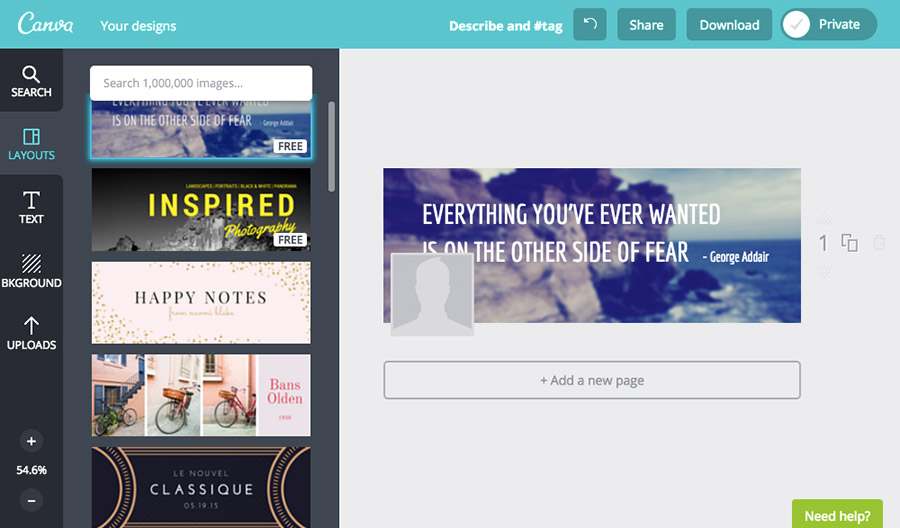 Canva
Your designs
Describe and #tag
Share
Download
Private
SEARCH
LAYOUTS
TEXT
BKGROUND
UPLOADS
+
54.6%
–
Search 1,000,000 images...
EVERYTHING YOU'VE EVER WANTED
IS ON THE OTHER SIDE OF FEAR - George Addair
FREE
LANDSCAPES | PORTRAITS | BLACK & WHITE | PANORAMA
INSPIRED
Photography
FREE
HAPPY NOTES
from naomi blake
Bans
Olden
1950
LE NOUVEL
CLASSIQUE
05.19.15
EVERYTHING YOU'VE EVER WANTED
IS ON THE OTHER SIDE OF FEAR - George Addair
1
+ Add a new page
Need help?